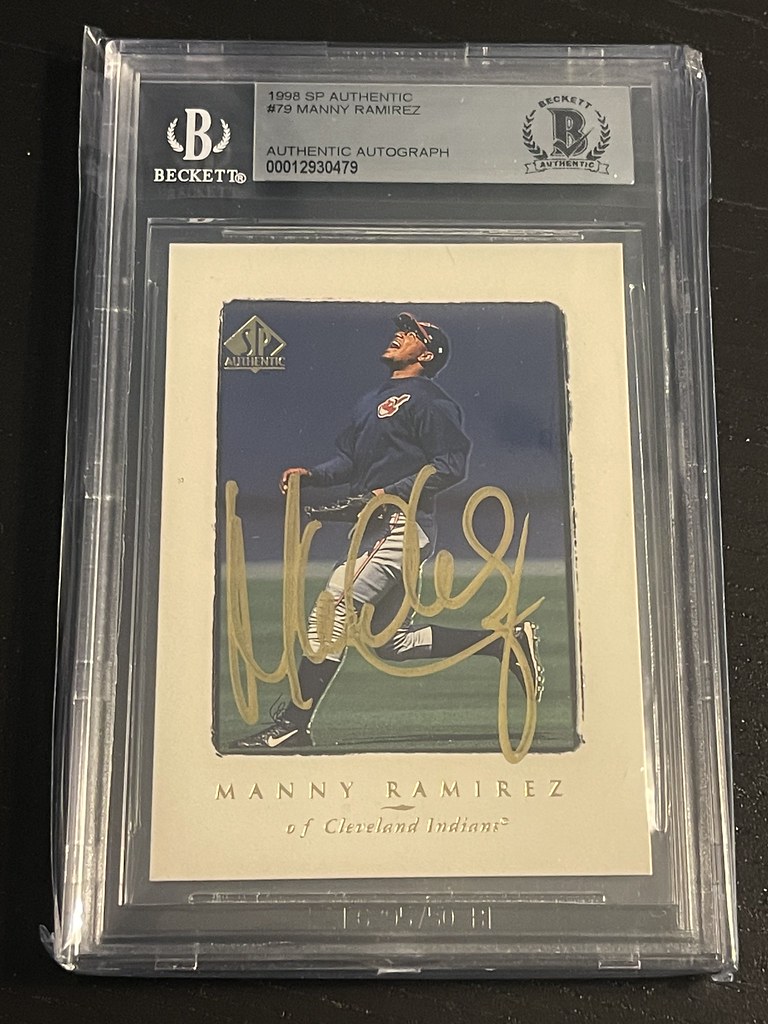 B
BECKETT®
1998 SP AUTHENTIC
#79 MANNY RAMIREZ
AUTHENTIC AUTOGRAPH
00012930479
BECKETT
B
AUTHENTIC
SP
AUTHENTIC
MANNY RAMIREZ
of Cleveland Indians